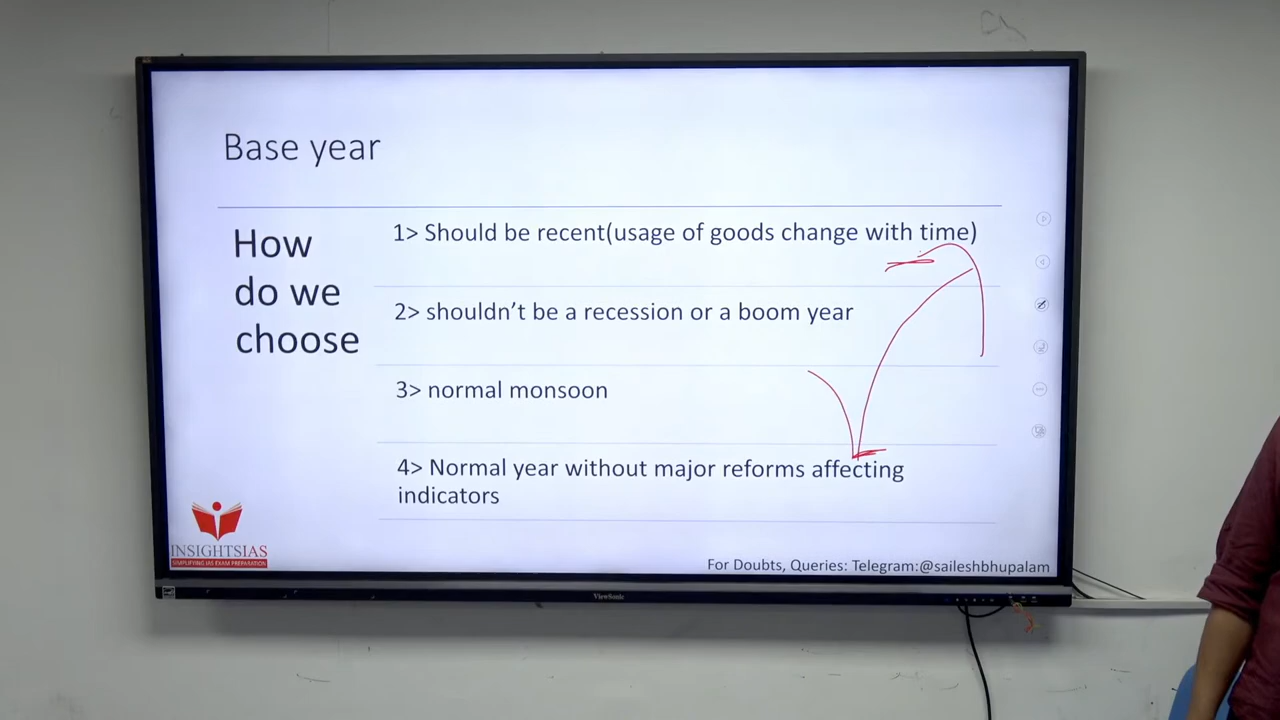 Base year
How
do we
choose
1> Should be recent(usage of goods change with time)
2> shouldn't be a recession or a boom year
3> normal monsoon
4> Normal year without major reforms affecting
indicators
INSIGHTSIAS
SIMPLIFYING IAS EXAM PREPARATION
For Doubts, Queries: Telegram:@saileshbhupalam
ViewSonic